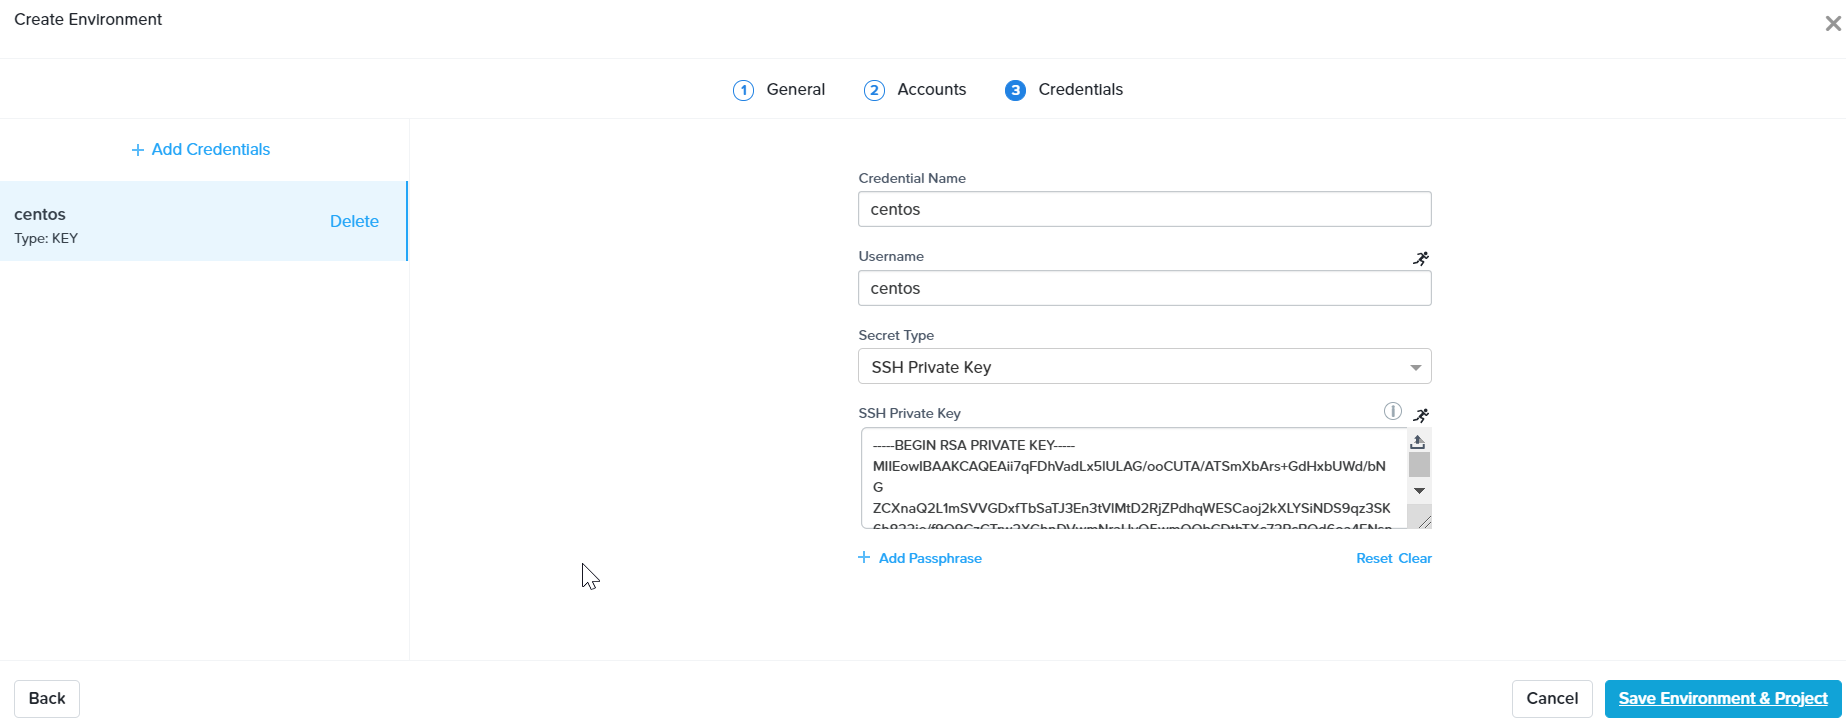 Create Environment
1 General 2 Accounts 3 Credentials
+ Add Credentials
centos
Type: KEY
Delete
Credential Name
centos
Username
centos
Secret Type
SSH Private Key
SSH Private Key
-----BEGIN RSA PRIVATE KEY-----
MIIEowIBAAKCAQEAii7qFDhVadLx5lULAG/ooCUTA/ATSmXbArs+GdHxbUWd/bN
G
ZCXnaQ2L1mSVVGDxfTbSaTJ3En3tVlMtD2RjZPdhqWESCaoj2kXLYSiNDS9qz3SK
+ Add Passphrase
Reset Clear
Back
Cancel
Save Environment & Project